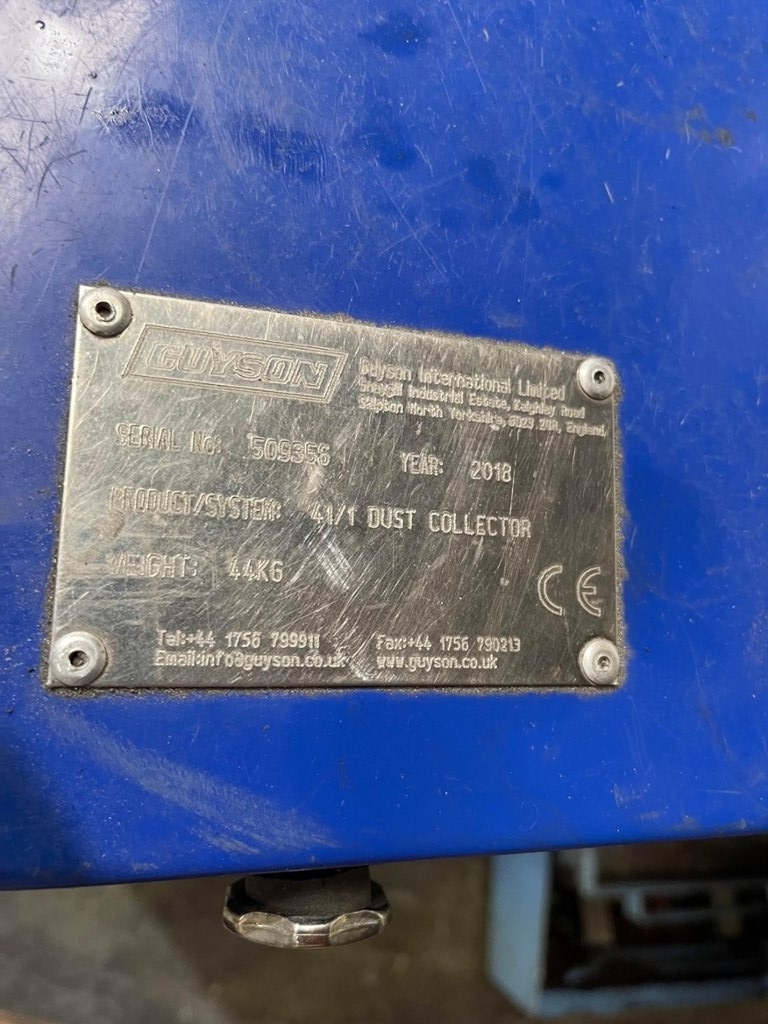 GUYSON
Guyson International Limited
Snaygill Industrial Estate, Keighley Road
Skipton North Yorkshire, England
SERIAL No: 509356 YEAR: 2018
PRODUCT/SYSTEM: 41/1 DUST COLLECTOR
WEIGHT: 44KG
CE
Tel:+44 1756 799911 Fax:+44 1756 790213
Email:info@guyson.co.uk www.guyson.co.uk